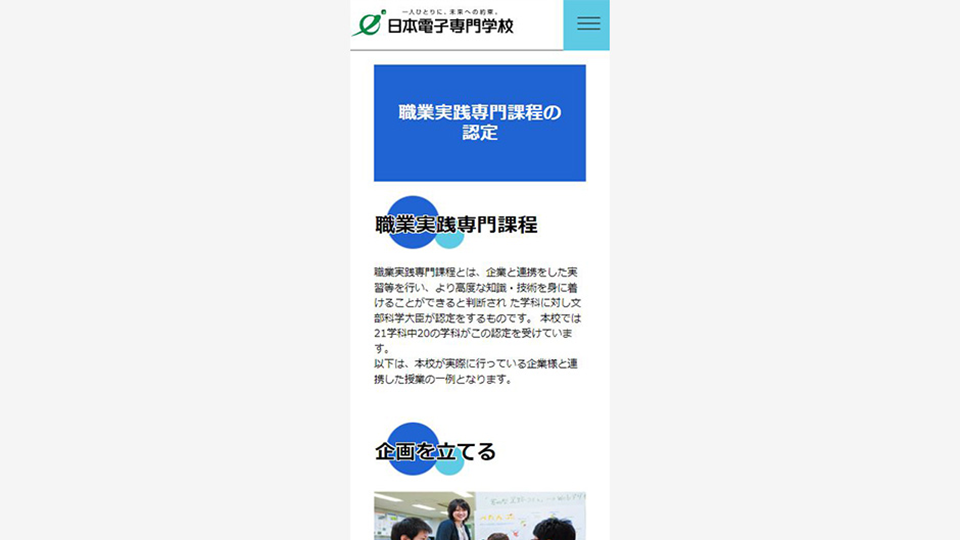 一人ひとりに、未来への約束。
日本電子専門学校
職業実践専門課程の
認定
職業実践専門課程
職業実践専門課程とは、企業と連携をした実
習等を行い、より高度な知識・技術を身に着
けることができると判断され た学科に対し文
部科学大臣が認定をするものです。 本校では
21学科中20の学科がこの認定を受けていま
す。
以下は、本校が実際に行っている企業様と連
携した授業の一例となります。
企画を立てる